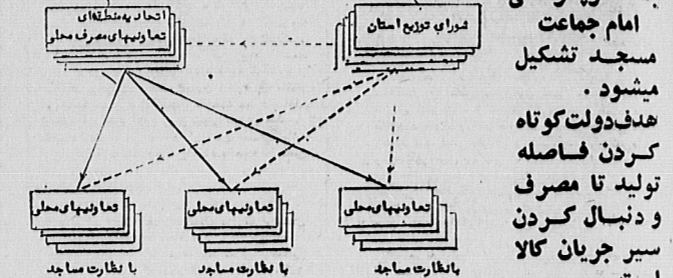 امام جماعت
مسجد تشکیل
میشود .
هدف‌دولت‌کوتاه
کردن فاصله
تولید تا مصرف
و دنبال کردن
سیر جریان کالا
شورای توزیع استان
اتحادیه منطقه‌ای
تعاونیهای مصرف محلی
تعاونیهای محلی
تعاونیهای محلی
تعاونیهای محلی
با نظارت مساجد
با نظارت مساجد
با نظارت مساجد